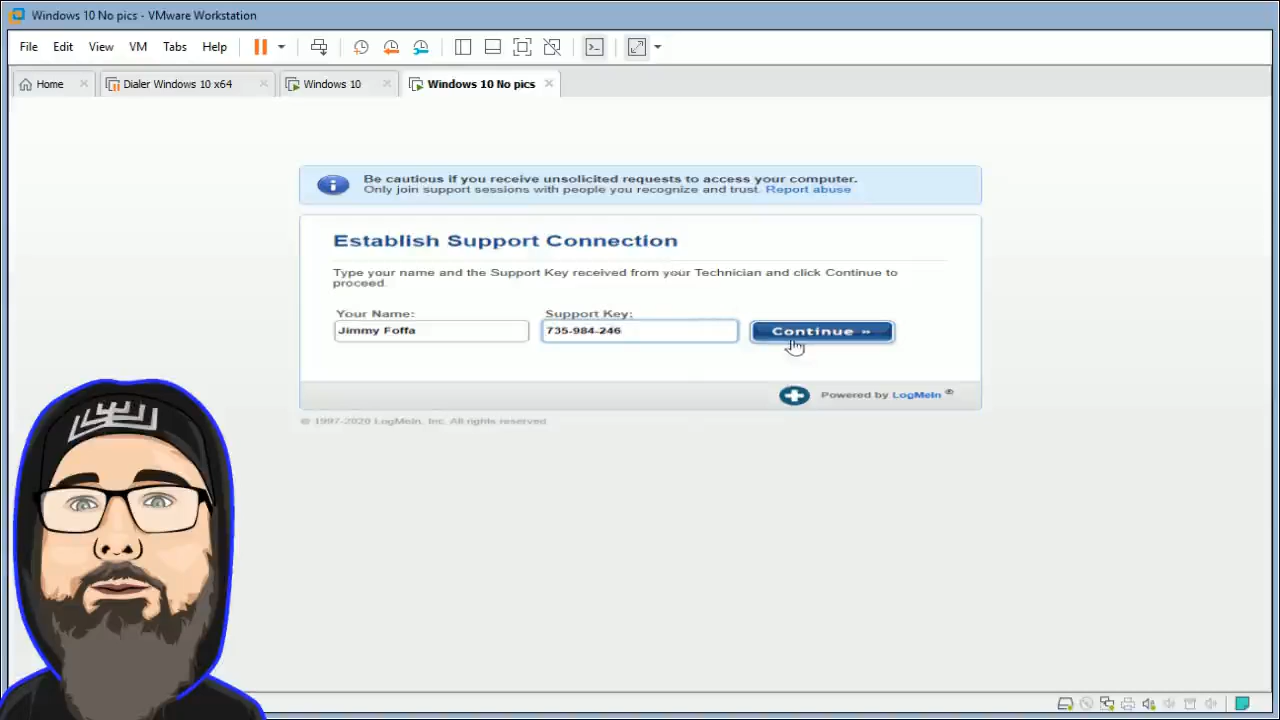 Windows 10 No pics - VMware Workstation
File Edit View VM Tabs Help
Home Dialer Windows 10 x64 Windows 10 Windows 10 No pics
Be cautious if you receive unsolicited requests to access your computer.
Only join support sessions with people you recognize and trust. Report abuse
Establish Support Connection
Type your name and the Support Key received from your Technician and click Continue to
proceed.
Your Name: Support Key:
Jimmy Foffa 735-984-246 Continue »
Powered by LogMeIn ®
© 1997-2020 LogMeIn, Inc. All rights reserved